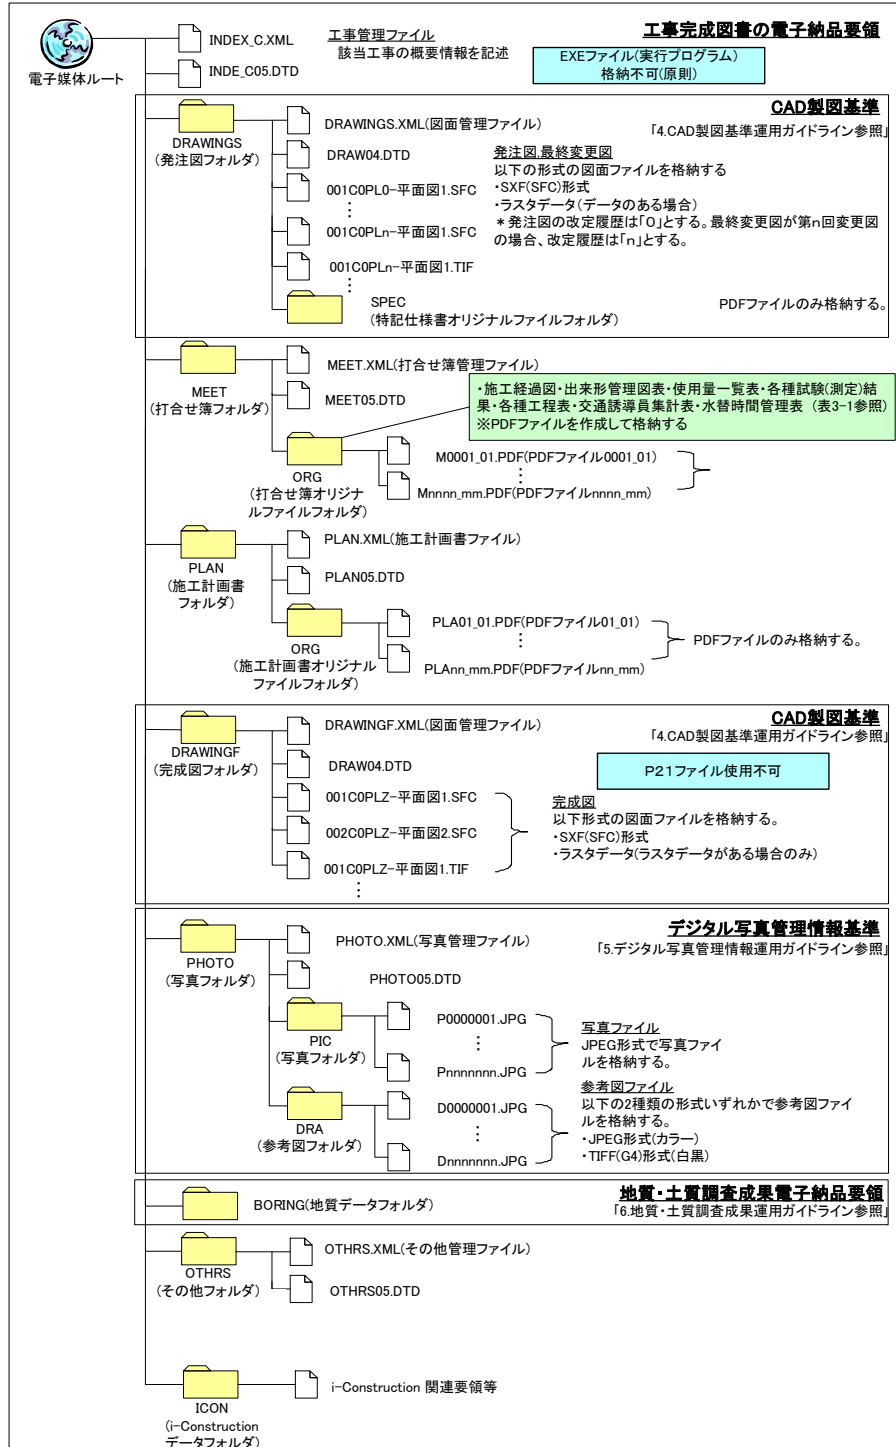 工事完成図書の電子納品要領
電子媒体ルート
INDEX_C.XML
工事管理ファイル
該当工事の概要情報を記述
INDE_C05.DTD
EXEファイル(実行プログラム)
格納不可(原則)
CAD製図基準
「4.CAD製図基準運用ガイドライン参照」
DRAWINGS
(発注図フォルダ)
DRAWINGS.XML(図面管理ファイル)
DRAW04.DTD
001C0PL0-平面図1.SFC
⋮
001C0PLn-平面図1.SFC
001C0PLn-平面図1.TIF
⋮
発注図,最終変更図
以下の形式の図面ファイルを格納する
・SXF(SFC)形式
・ラスタデータ(データのある場合)
*発注図の改定履歴は「0」とする。最終変更図が第n回変更図
の場合、改定履歴は「n」とする。
SPEC
(特記仕様書オリジナルファイルフォルダ)
PDFファイルのみ格納する。
MEET
(打合せ簿フォルダ)
MEET.XML(打合せ簿管理ファイル)
MEET05.DTD
・施工経過図・出来形管理図表・使用量一覧表・各種試験(測定)結
果・各種工程表・交通誘導員集計表・水替時間管理表 (表3-1参照)
※PDFファイルを作成して格納する
ORG
(打合せ簿オリジナ
ルファイルフォルダ)
M0001_01.PDF(PDFファイル0001_01)
⋮
Mnnnn_mm.PDF(PDFファイルnnnn_mm)
PLAN
(施工計画書
フォルダ)
PLAN.XML(施工計画書ファイル)
PLAN05.DTD
ORG
(施工計画書オリジナル
ファイルフォルダ)
PLA01_01.PDF(PDFファイル01_01)
⋮
PLAnn_mm.PDF(PDFファイルnn_mm)
PDFファイルのみ格納する。
CAD製図基準
「4.CAD製図基準運用ガイドライン参照」
DRAWINGF
(完成図フォルダ)
DRAWINGF.XML(図面管理ファイル)
DRAW04.DTD
P21ファイル使用不可
001C0PLZ-平面図1.SFC
002C0PLZ-平面図2.SFC
001C0PLZ-平面図1.TIF
⋮
完成図
以下形式の図面ファイルを格納する。
・SXF(SFC)形式
・ラスタデータ(ラスタデータがある場合のみ)
デジタル写真管理情報基準
「5.デジタル写真管理情報運用ガイドライン参照」
PHOTO
(写真フォルダ)
PHOTO.XML(写真管理ファイル)
PHOTO05.DTD
PIC
(写真フォルダ)
P0000001.JPG
⋮
Pnnnnnnn.JPG
写真ファイル
JPEG形式で写真ファイ
ルを格納する。
DRA
(参考図フォルダ)
D0000001.JPG
⋮
Dnnnnnnn.JPG
参考図ファイル
以下の2種類の形式いずれかで参考図ファイ
ルを格納する。
・JPEG形式(カラー)
・TIFF(G4)形式(白黒)
地質・土質調査成果電子納品要領
「6.地質・土質調査成果運用ガイドライン参照」
BORING(地質データフォルダ)
OTHRS
(その他フォルダ)
OTHRS.XML(その他管理ファイル)
OTHRS05.DTD
ICON
(i-Construction
データフォルダ)
i-Construction 関連要領等